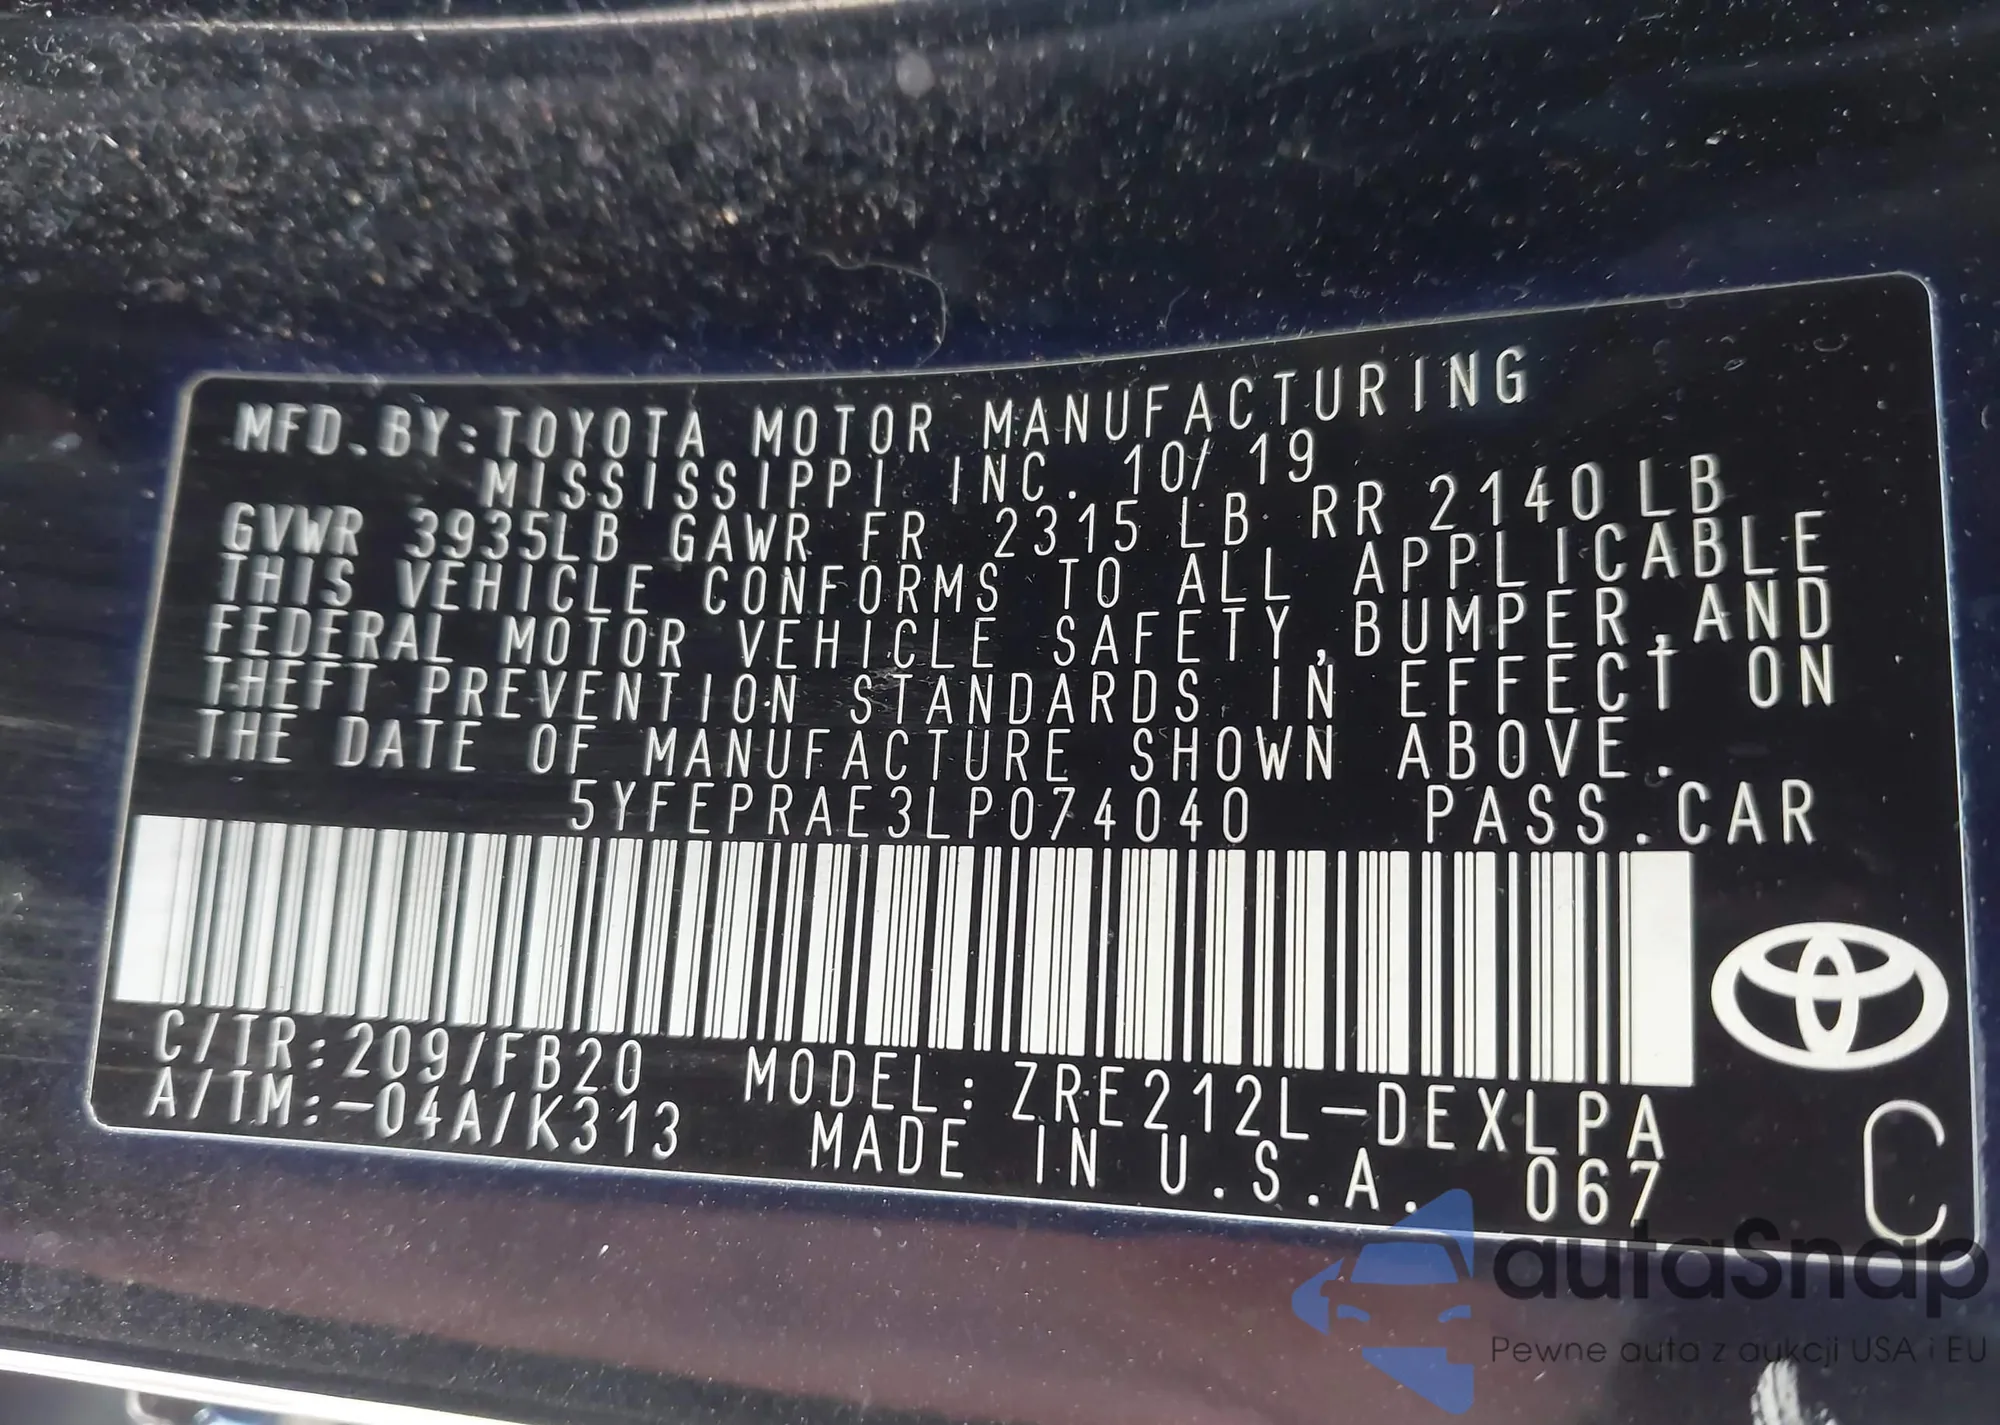 MFD.BY:TOYOTA MOTOR MANUFACTURING
MISSISSIPPI INC. 10/19
GVWR 3935LB GAWR FR 2315 LB RR 2140LB
THIS VEHICLE CONFORMS TO ALL APPLICABLE
FEDERAL MOTOR VEHICLE SAFETY,BUMPER,AND
THEFT PREVENTION STANDARDS IN EFFECT ON
THE DATE OF MANUFACTURE SHOWN ABOVE.
5YFEPRAE3LP074040 PASS.CAR
C/TR:209/FB20 MODEL:ZRE212L-DEXLPA
A/TM:-04A/K313 MADE IN U.S.A. 067
C
autaSnap
Pewne auta z aukcji USA i EU